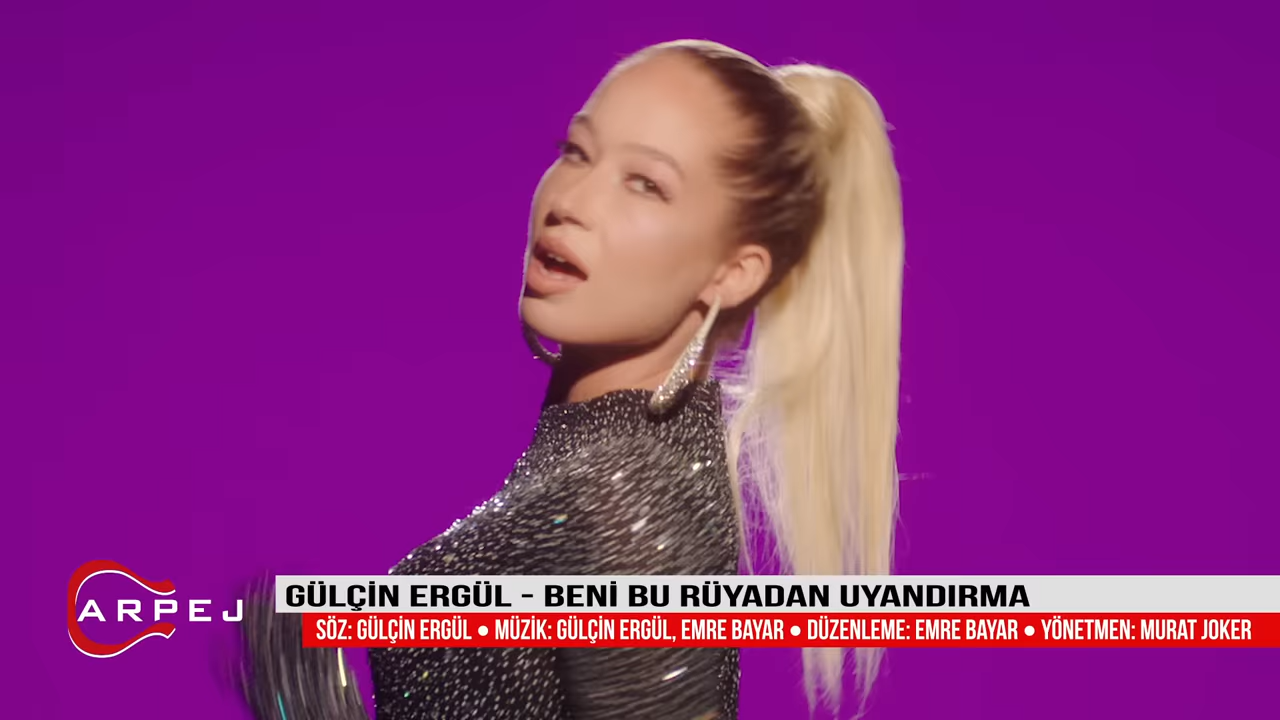 GÜLÇİN ERGÜL - BENİ BU RÜYADAN UYANDIRMA
ARPEJ
SÖZ: GÜLÇİN ERGÜL ● MÜZİK: GÜLÇİN ERGÜL, EMRE BAYAR ● DÜZENLEME: EMRE BAYAR ● YÖNETMEN: MURAT JOKER